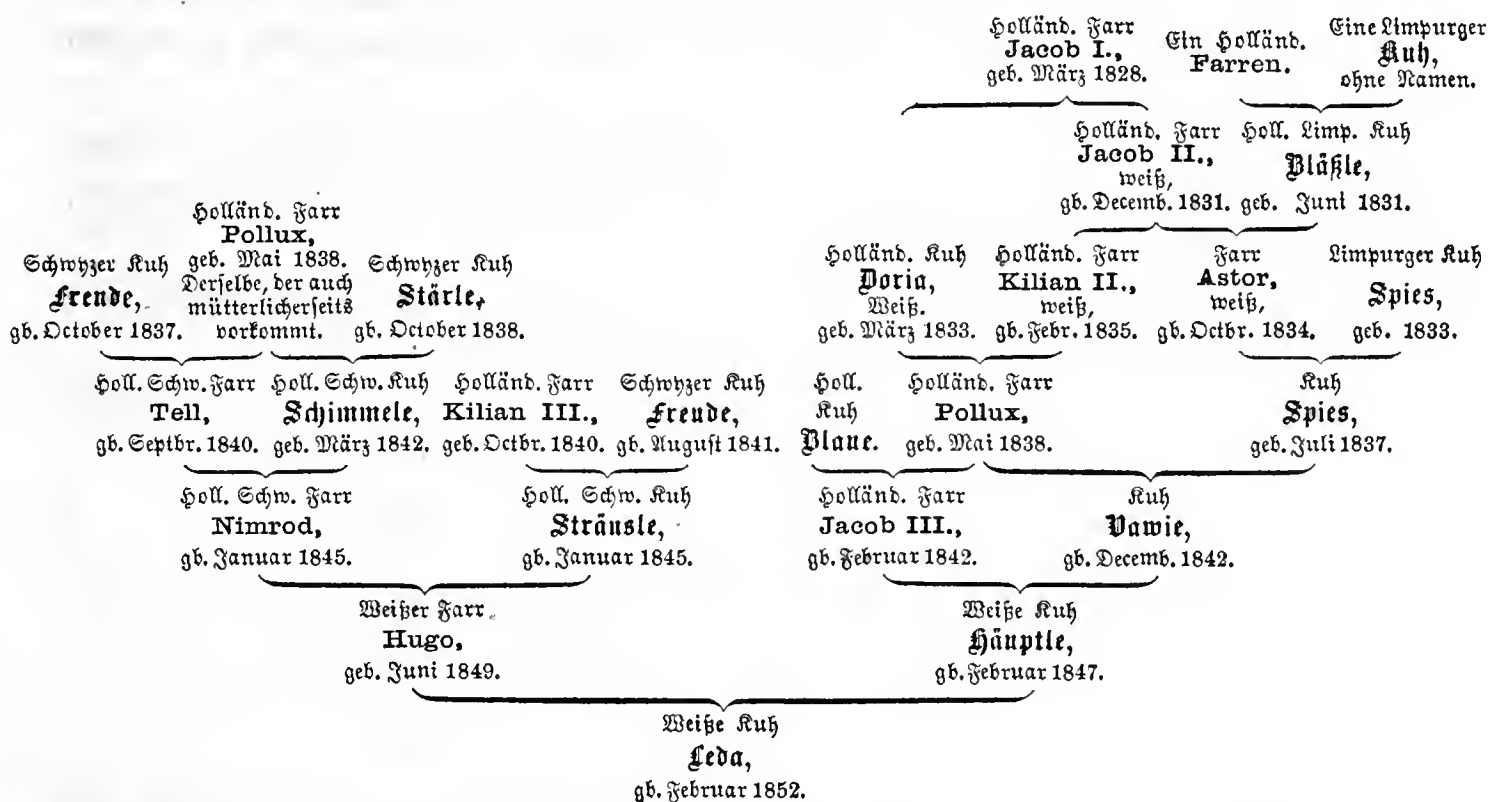 Holländ. Farr
Jacob I.,
geb. März 1828.
Ein Holländ.
Farren.
Eine Limpurger
Kuh,
ohne Namen.
Holländ. Farr
Jacob II.,
weiß,
gb. Decemb. 1831.
Holl. Limp. Kuh
Bläßle,
geb. Juni 1831.
Schwyzer Kuh
Freude,
gb. October 1837.
Holländ. Farr
Pollux,
geb. Mai 1838.
Derselbe, der auch
mütterlicherseits
vorkommt.
Schwyzer Kuh
Stärle,
gb. October 1838.
Holländ. Kuh
Doria,
Weiß.
geb. März 1833.
Holländ. Farr
Kilian II.,
weiß,
gb. Febr. 1835.
Farr
Astor,
weiß,
gb. Octbr. 1834.
Limpurger Kuh
Spies,
geb. 1833.
Holl. Schw. Farr
Tell,
gb. Septbr. 1840.
Holl. Schw. Kuh
Schimmele,
geb. März 1842.
Holländ. Farr
Kilian III.,
geb. Octbr. 1840.
Schwyzer Kuh
Freude,
gb. August 1841.
Holl.
Kuh
Blaue.
Holländ. Farr
Pollux,
geb. Mai 1838.
Kuh
Spies,
geb. Juli 1837.
Holl. Schw. Farr
Nimrod,
gb. Januar 1845.
Holl. Schw. Kuh
Sträusle,
gb. Januar 1845.
Holländ. Farr
Jacob III.,
gb. Februar 1842.
Kuh
Vawie,
gb. Decemb. 1842.
Weißer Farr
Hugo,
geb. Juni 1849.
Weiße Kuh
Häuptle,
gb. Februar 1847.
Weiße Kuh
Leda,
gb. Februar 1852.